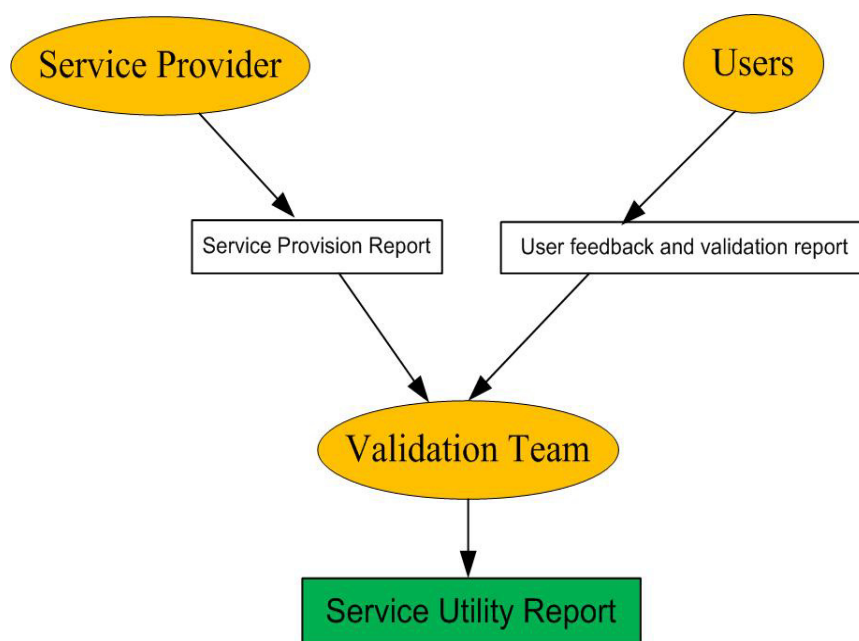 Service Provider
Users
Service Provision Report
User feedback and validation report
Validation Team
Service Utility Report